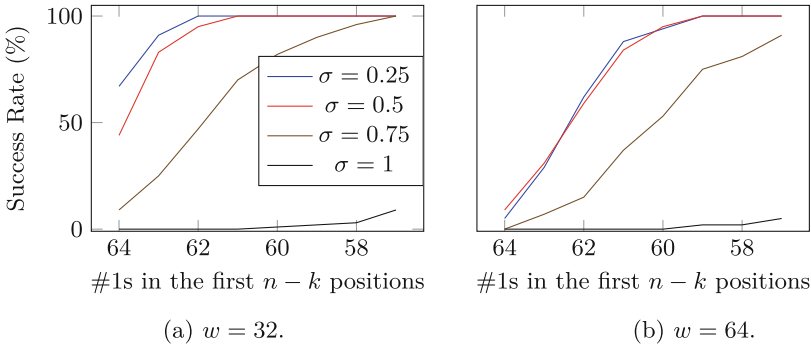 100
50
0
Success Rate (%)
σ = 0.25
σ = 0.5
σ = 0.75
σ = 1
64 62 60 58
64 62 60 58
#1s in the first n − k positions
#1s in the first n − k positions
(a) w = 32.
(b) w = 64.